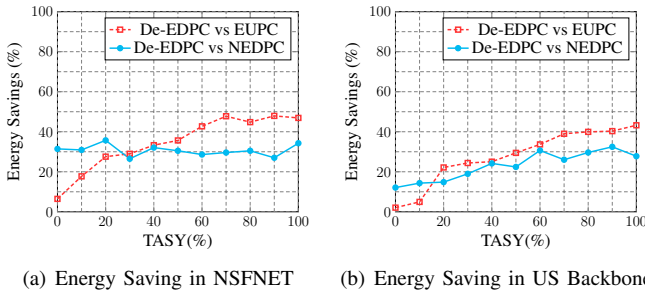 De-EDPC vs EUPC
De-EDPC vs NEDPC
Energy Savings (%)
100
80
60
40
20
0
0 20 40 60 80 100
TASY(%)
(a) Energy Saving in NSFNET
De-EDPC vs EUPC
De-EDPC vs NEDPC
Energy Savings (%)
100
80
60
40
20
0
0 20 40 60 80 100
TASY(%)
(b) Energy Saving in US Backbone